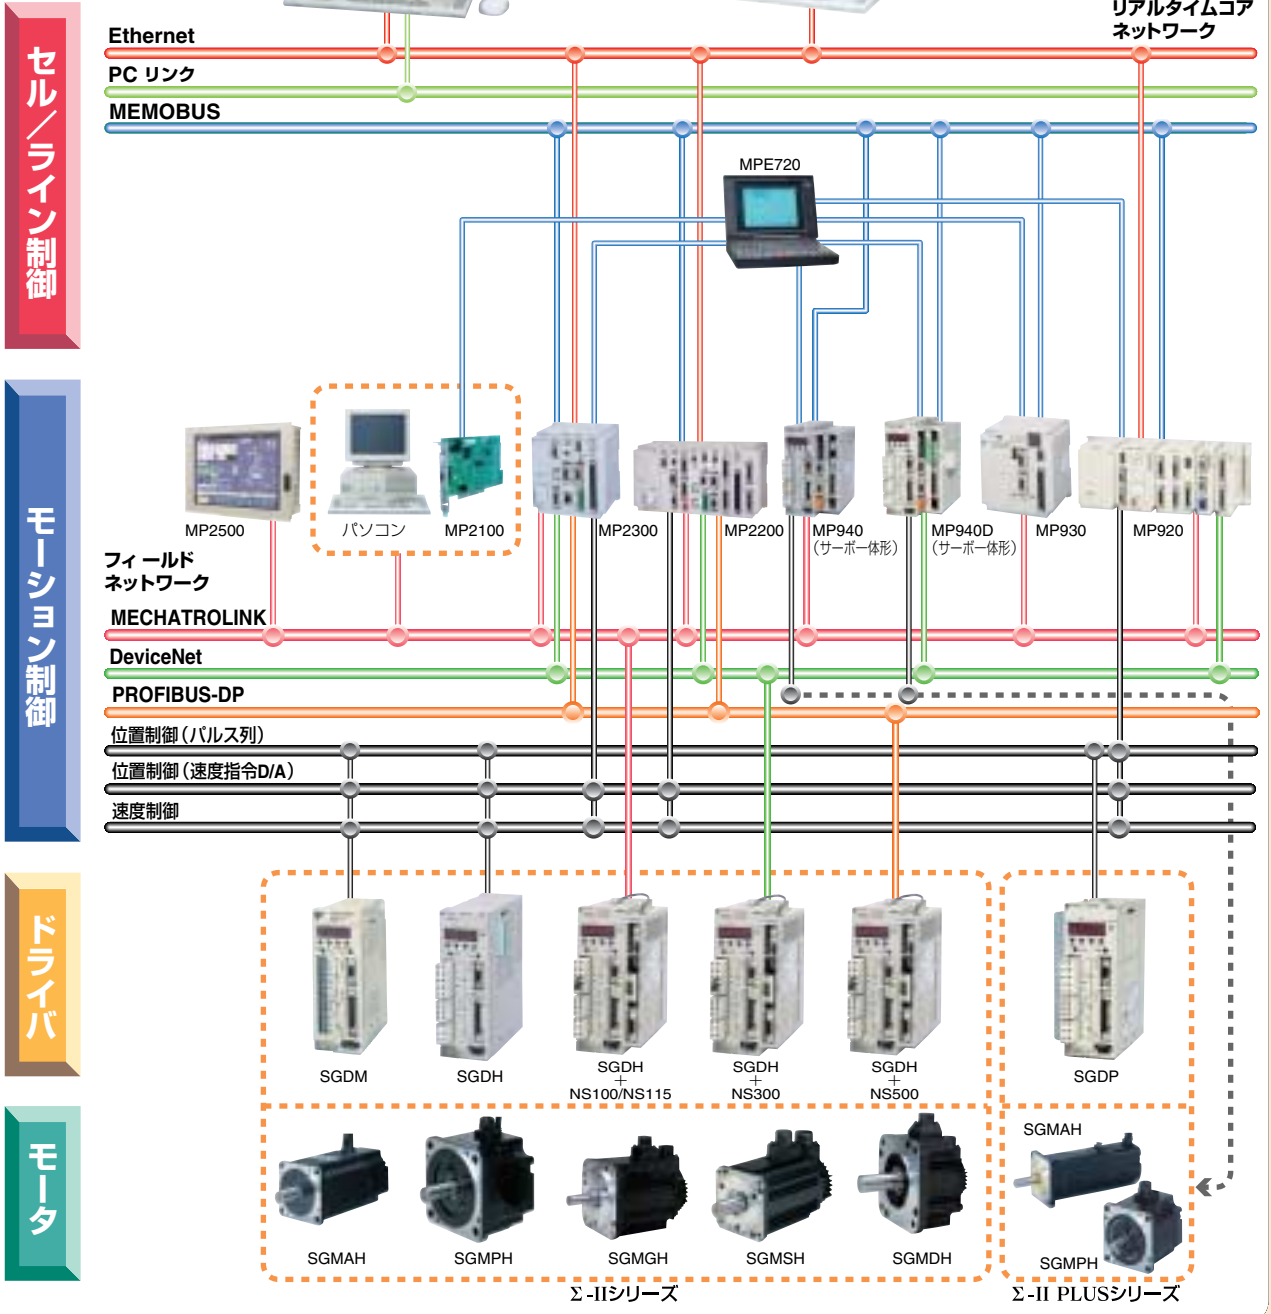 リアルタイムコア
ネットワーク
Ethernet
PC リンク
MEMOBUS
セル／ライン制御
MPE720
モーション制御
MP2500
パソコン
MP2100
MP2300
MP2200
MP940
(サーボ一体形)
MP940D
(サーボ一体形)
MP930
MP920
フィールド
ネットワーク
MECHATROLINK
DeviceNet
PROFIBUS-DP
位置制御(パルス列)
位置制御(速度指令D/A)
速度制御
ドライバ
SGDM
SGDH
SGDH
+
NS100/NS115
SGDH
+
NS300
SGDH
+
NS500
SGDP
モータ
SGMAH
SGMPH
SGMGH
SGMSH
SGMDH
SGMAH
SGMPH
Σ-IIシリーズ
Σ-II PLUSシリーズ